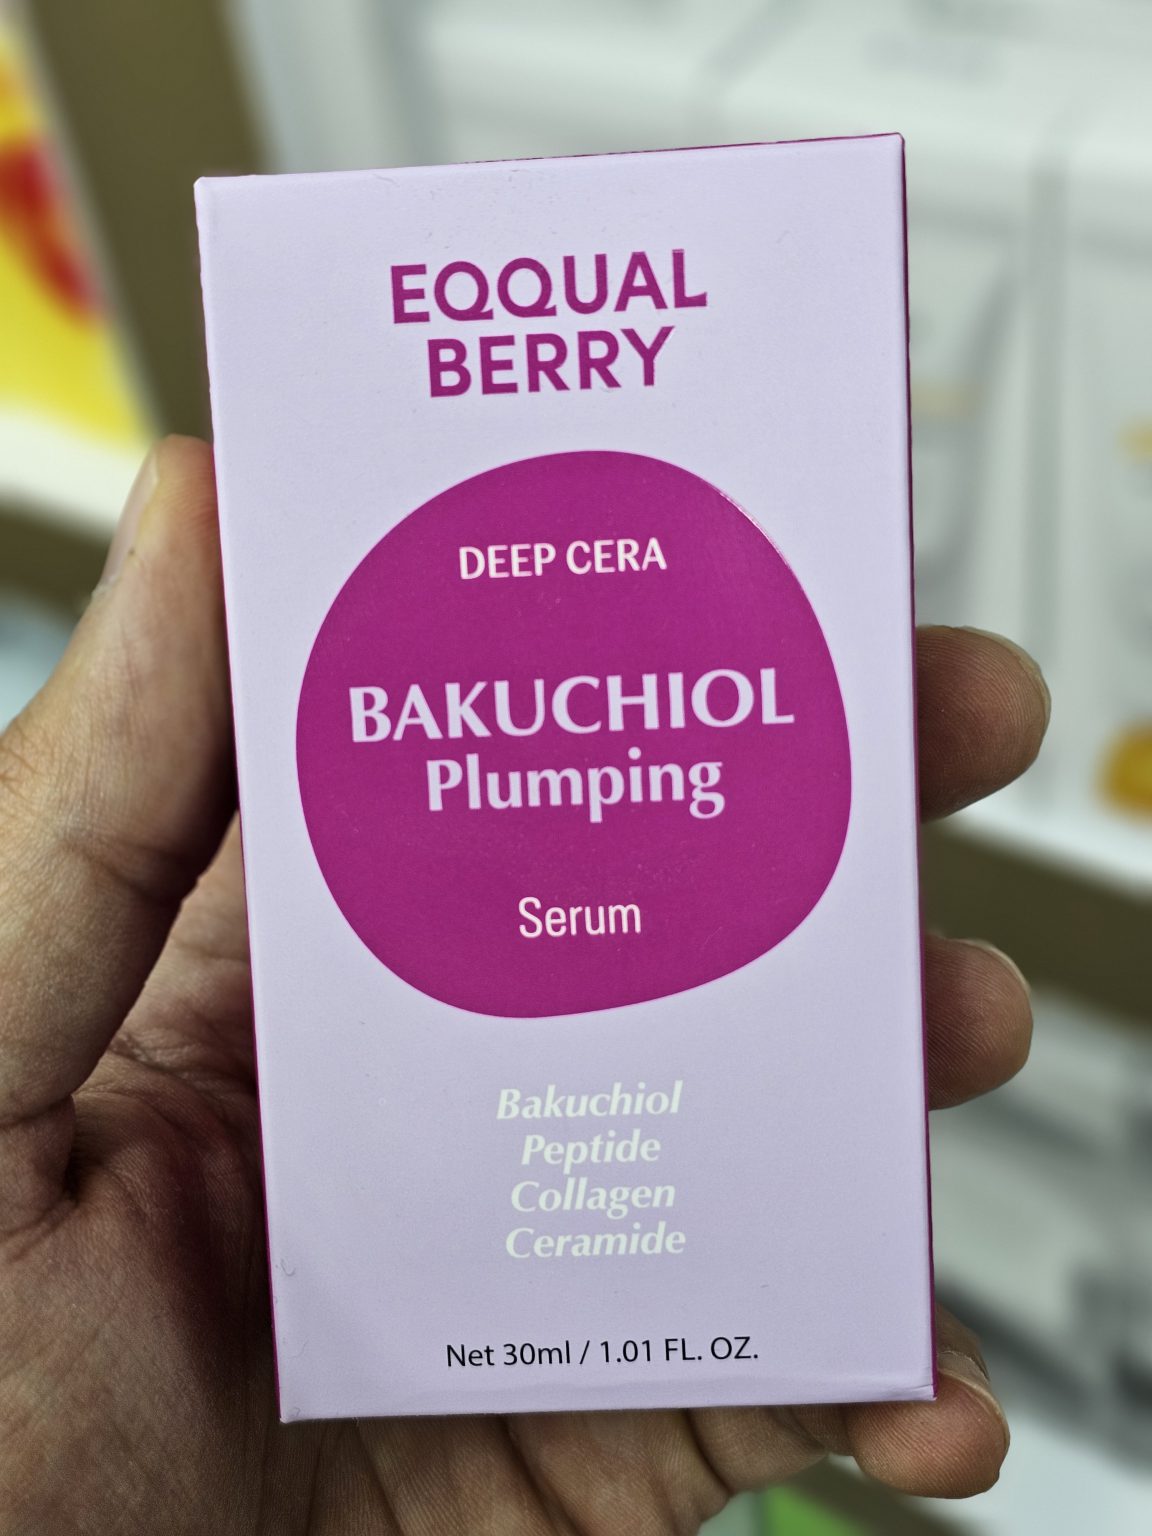 EQQUAL
BERRY
DEEP CERA
BAKUCHIOL
Plumping
Serum
Bakuchiol
Peptide
Collagen
Ceramide
Net 30ml / 1.01 FL. OZ.